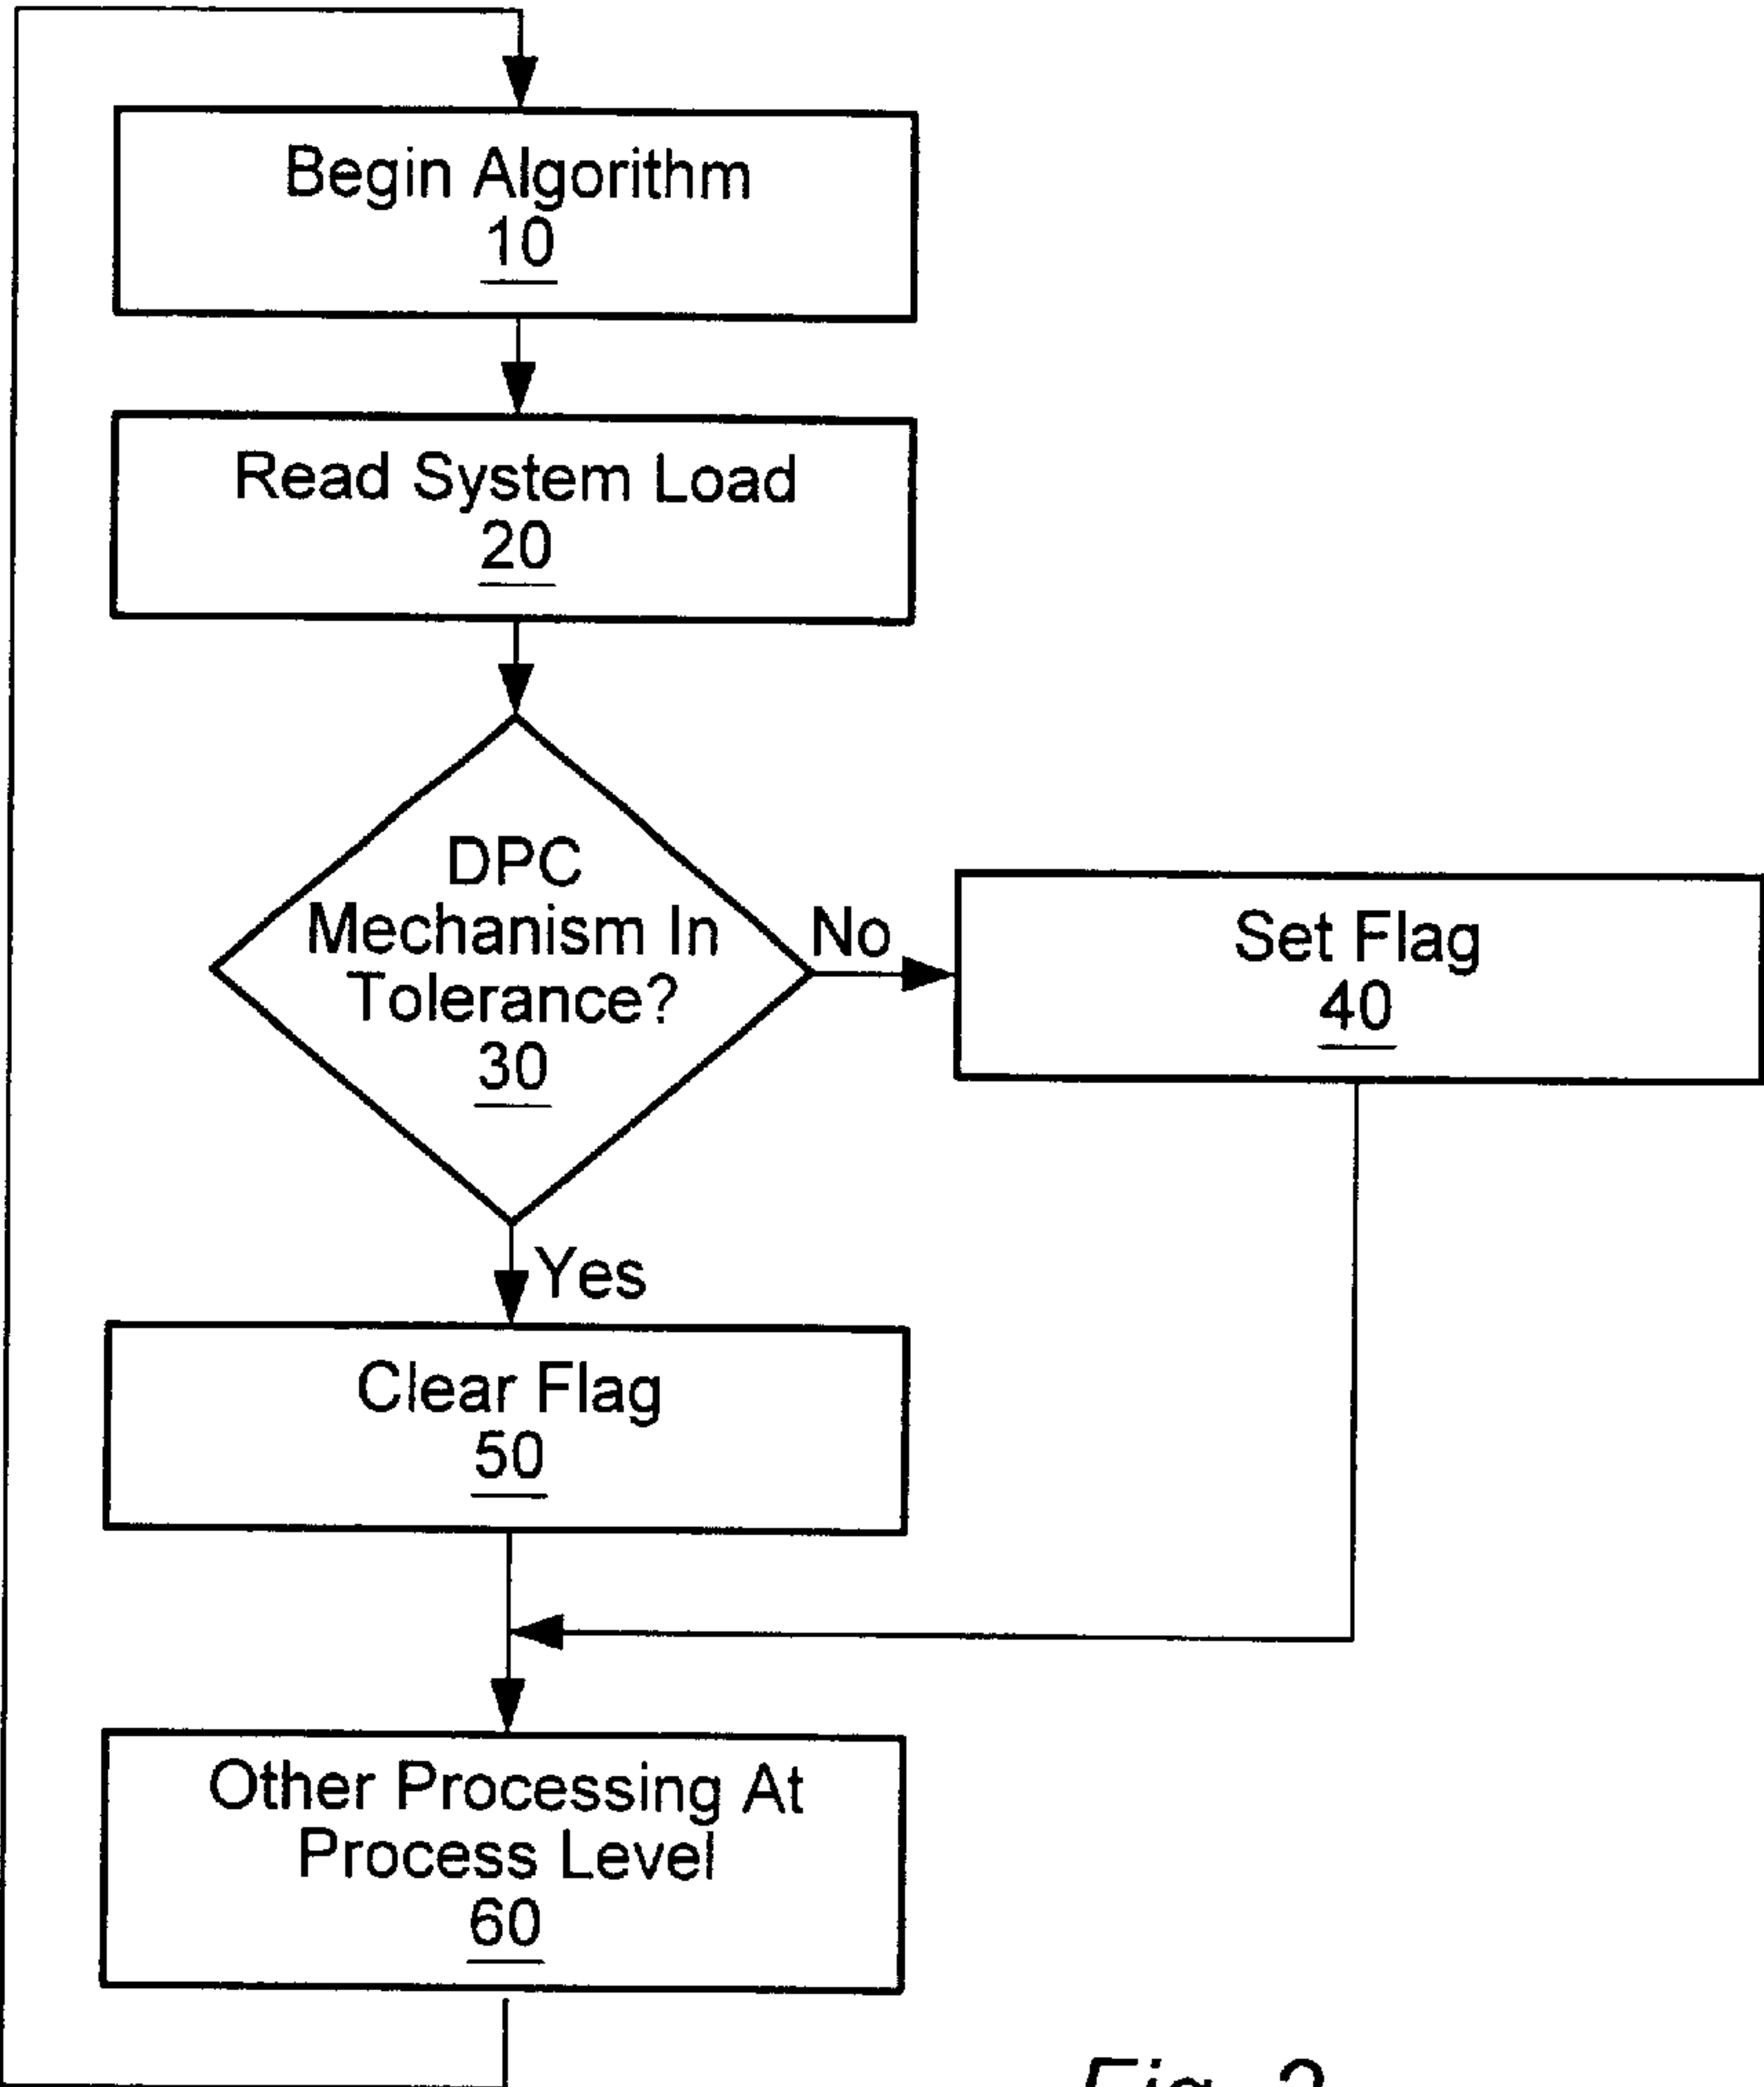 Begin Algorithm
10
Read System Load
20
DPC
Mechanism In
Tolerance?
30
No
Set Flag
40
Yes
Clear Flag
50
Other Processing At
Process Level
60
Fig.